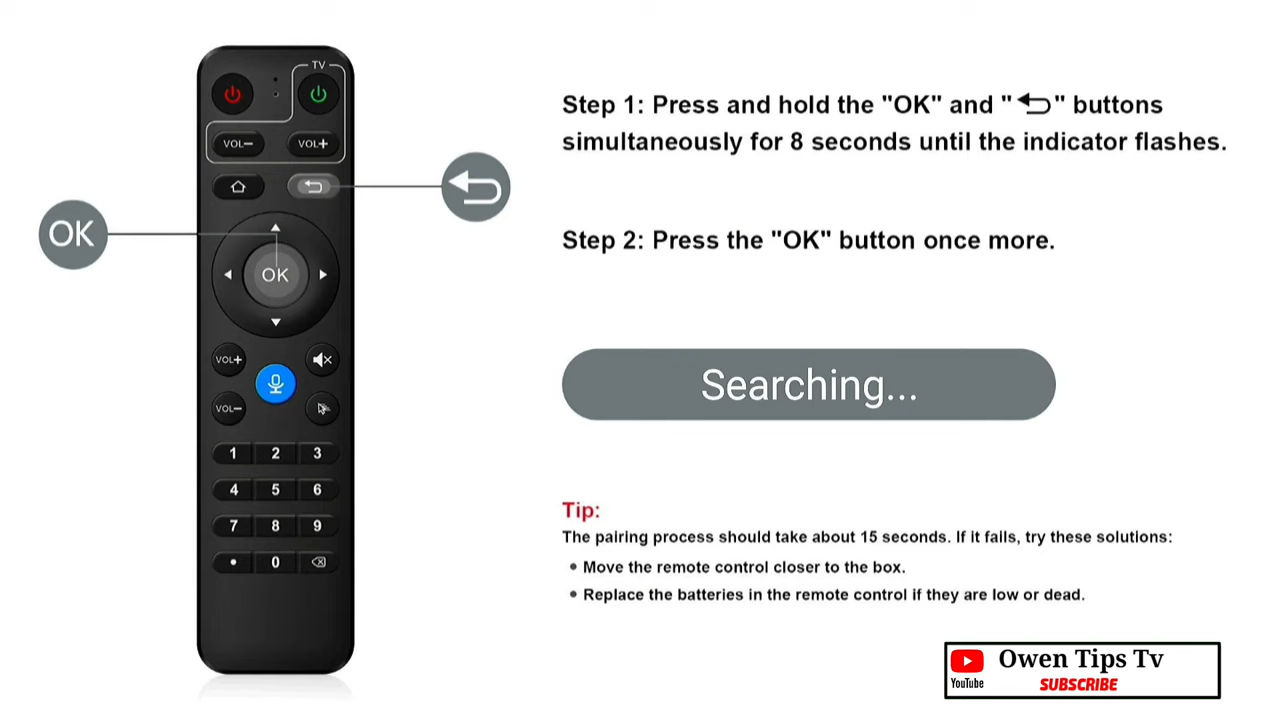 TV
VOL− VOL+
OK
OK
VOL+
VOL−
1 2 3
4 5 6
7 8 9
• 0
Step 1: Press and hold the "OK" and "⮌" buttons
simultaneously for 8 seconds until the indicator flashes.
Step 2: Press the "OK" button once more.
Searching...
Tip:
The pairing process should take about 15 seconds. If it fails, try these solutions:
• Move the remote control closer to the box.
• Replace the batteries in the remote control if they are low or dead.
Owen Tips Tv
YouTube
SUBSCRIBE